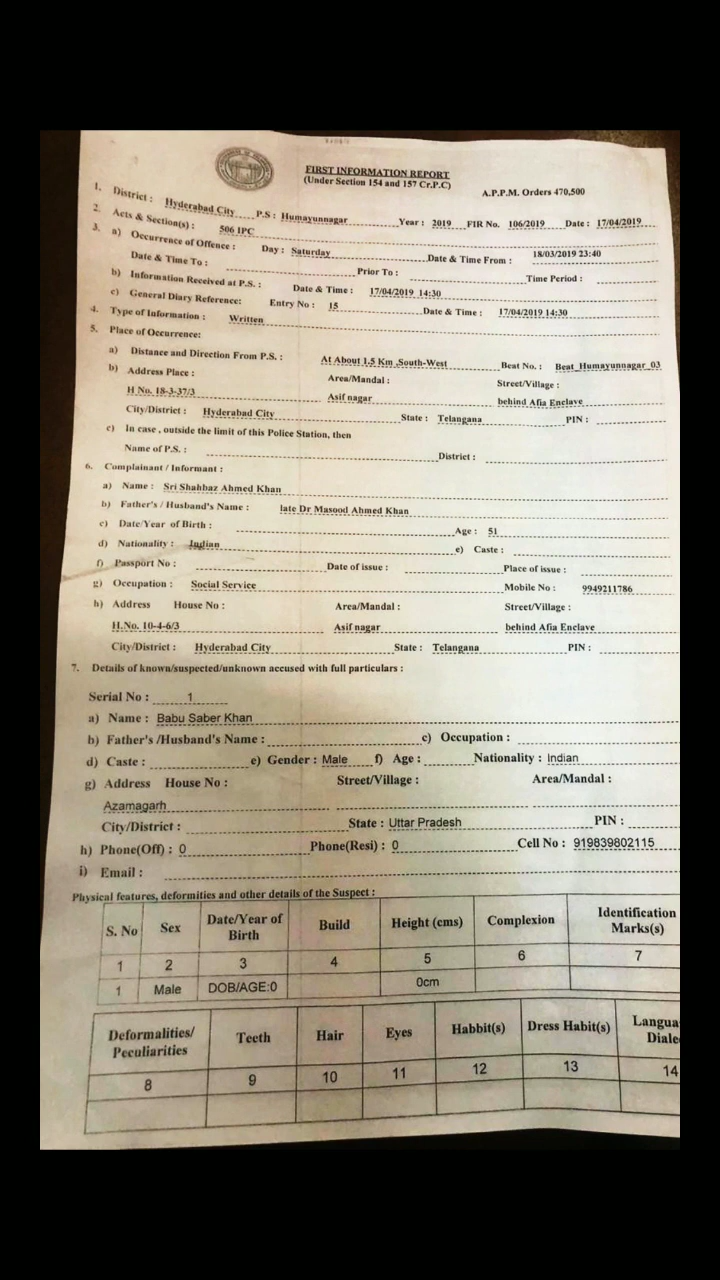 FIRST INFORMATION REPORT
(Under Section 154 and 157 Cr.P.C)
A.P.P.M. Orders 470,500
1. District : Hyderabad City P.S : Humayunnagar Year : 2019 FIR No. 106/2019 Date : 17/04/2019
2. Acts & Section(s) : 506 IPC
3. a) Occurrence of Offence : Day : Saturday Date & Time From : 18/03/2019 23:40
Date & Time To : Prior To : Time Period :
b) Information Received at P.S. : Date & Time : 17/04/2019 14:30
c) General Diary Reference: Entry No : 15 Date & Time : 17/04/2019 14:30
4. Type of Information : Written
5. Place of Occurrence:
a) Distance and Direction From P.S. : At About 1.5 Km ,South-West Beat No. : Beat_Humayunnagar_03
b) Address Place : Area/Mandal : Street/Village :
H No. 18-3-37/3 Asif nagar behind Afia Enclave
City/District : Hyderabad City State : Telangana PIN :
c) In case , outside the limit of this Police Station, then
Name of P.S. : District :
6. Complainant / Informant :
a) Name : Sri Shahbaz Ahmed Khan
b) Father's / Husband's Name : late Dr Masood Ahmed Khan
c) Date/Year of Birth : Age : 51
d) Nationality : Indian e) Caste :
f) Passport No : Date of issue : Place of issue :
g) Occupation : Social Service Mobile No : 9949211786
h) Address House No : Area/Mandal : Street/Village :
H.No. 10-4-6/3 Asif nagar behind Afia Enclave
City/District : Hyderabad City State : Telangana PIN :
7. Details of known/suspected/unknown accused with full particulars :
Serial No : 1
a) Name : Babu Saber Khan
b) Father's /Husband's Name : c) Occupation :
d) Caste : e) Gender : Male f) Age : Nationality : Indian
g) Address House No : Street/Village : Area/Mandal :
Azamagarh
City/District : State : Uttar Pradesh PIN :
h) Phone(Off) : 0 Phone(Resi) : 0 Cell No : 919839802115
i) Email :
Physical features, deformities and other details of the Suspect :
S. No Sex Date/Year of Birth Build Height (cms) Complexion Identification Marks(s)
1 2 3 4 5 6 7
1 Male DOB/AGE:0 0cm
Deformalities/ Peculiarities Teeth Hair Eyes Habbit(s) Dress Habit(s) Langua Diale
8 9 10 11 12 13 14